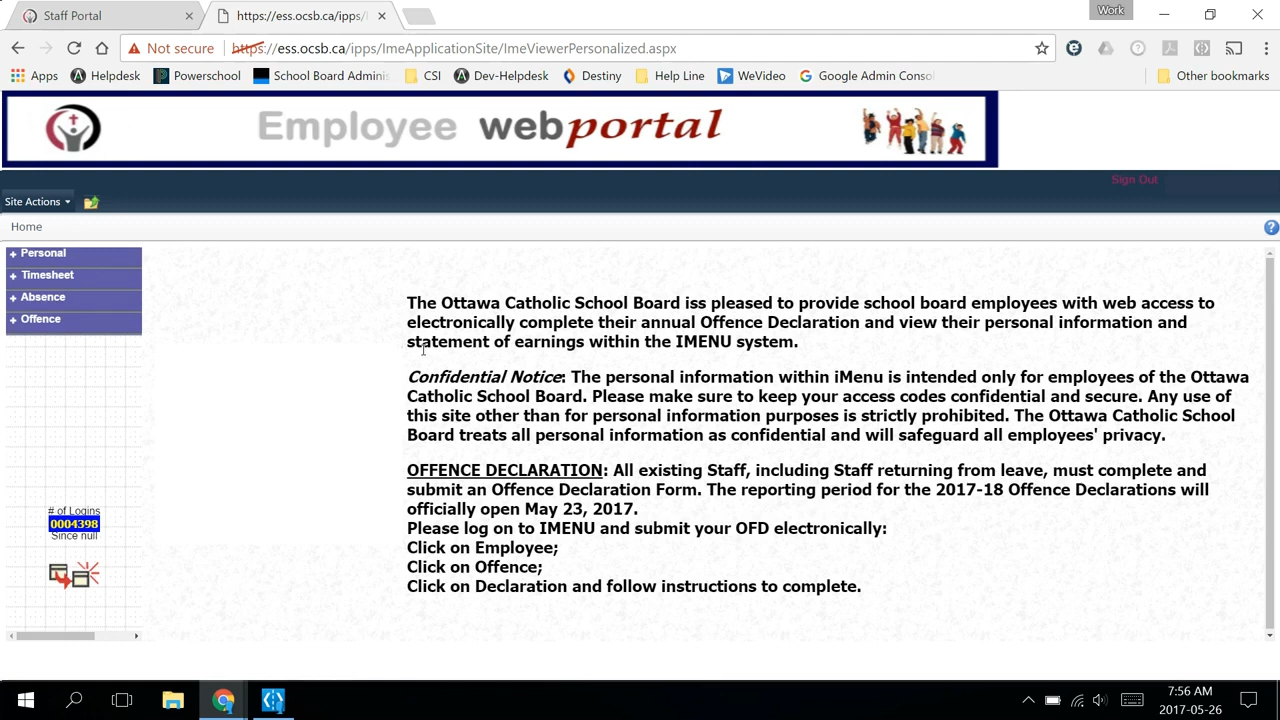 Staff Portal
https://ess.ocsb.ca/ipps/I
Work
Not secure https://ess.ocsb.ca/ipps/ImeApplicationSite/ImeViewerPersonalized.aspx
Apps Helpdesk Powerschool School Board Adminis CSI Dev-Helpdesk Destiny Help Line WeVideo Google Admin Conso Other bookmarks
Employee webportal
Sign Out
Site Actions
Home
+ Personal
+ Timesheet
+ Absence
+ Offence
The Ottawa Catholic School Board iss pleased to provide school board employees with web access to
electronically complete their annual Offence Declaration and view their personal information and
statement of earnings within the IMENU system.
Confidential Notice: The personal information within iMenu is intended only for employees of the Ottawa
Catholic School Board. Please make sure to keep your access codes confidential and secure. Any use of
this site other than for personal information purposes is strictly prohibited. The Ottawa Catholic School
Board treats all personal information as confidential and will safeguard all employees' privacy.
OFFENCE DECLARATION: All existing Staff, including Staff returning from leave, must complete and
submit an Offence Declaration Form. The reporting period for the 2017-18 Offence Declarations will
officially open May 23, 2017.
Please log on to IMENU and submit your OFD electronically:
Click on Employee;
Click on Offence;
Click on Declaration and follow instructions to complete.
# of Logins
0004398
Since null
7:56 AM
2017-05-26